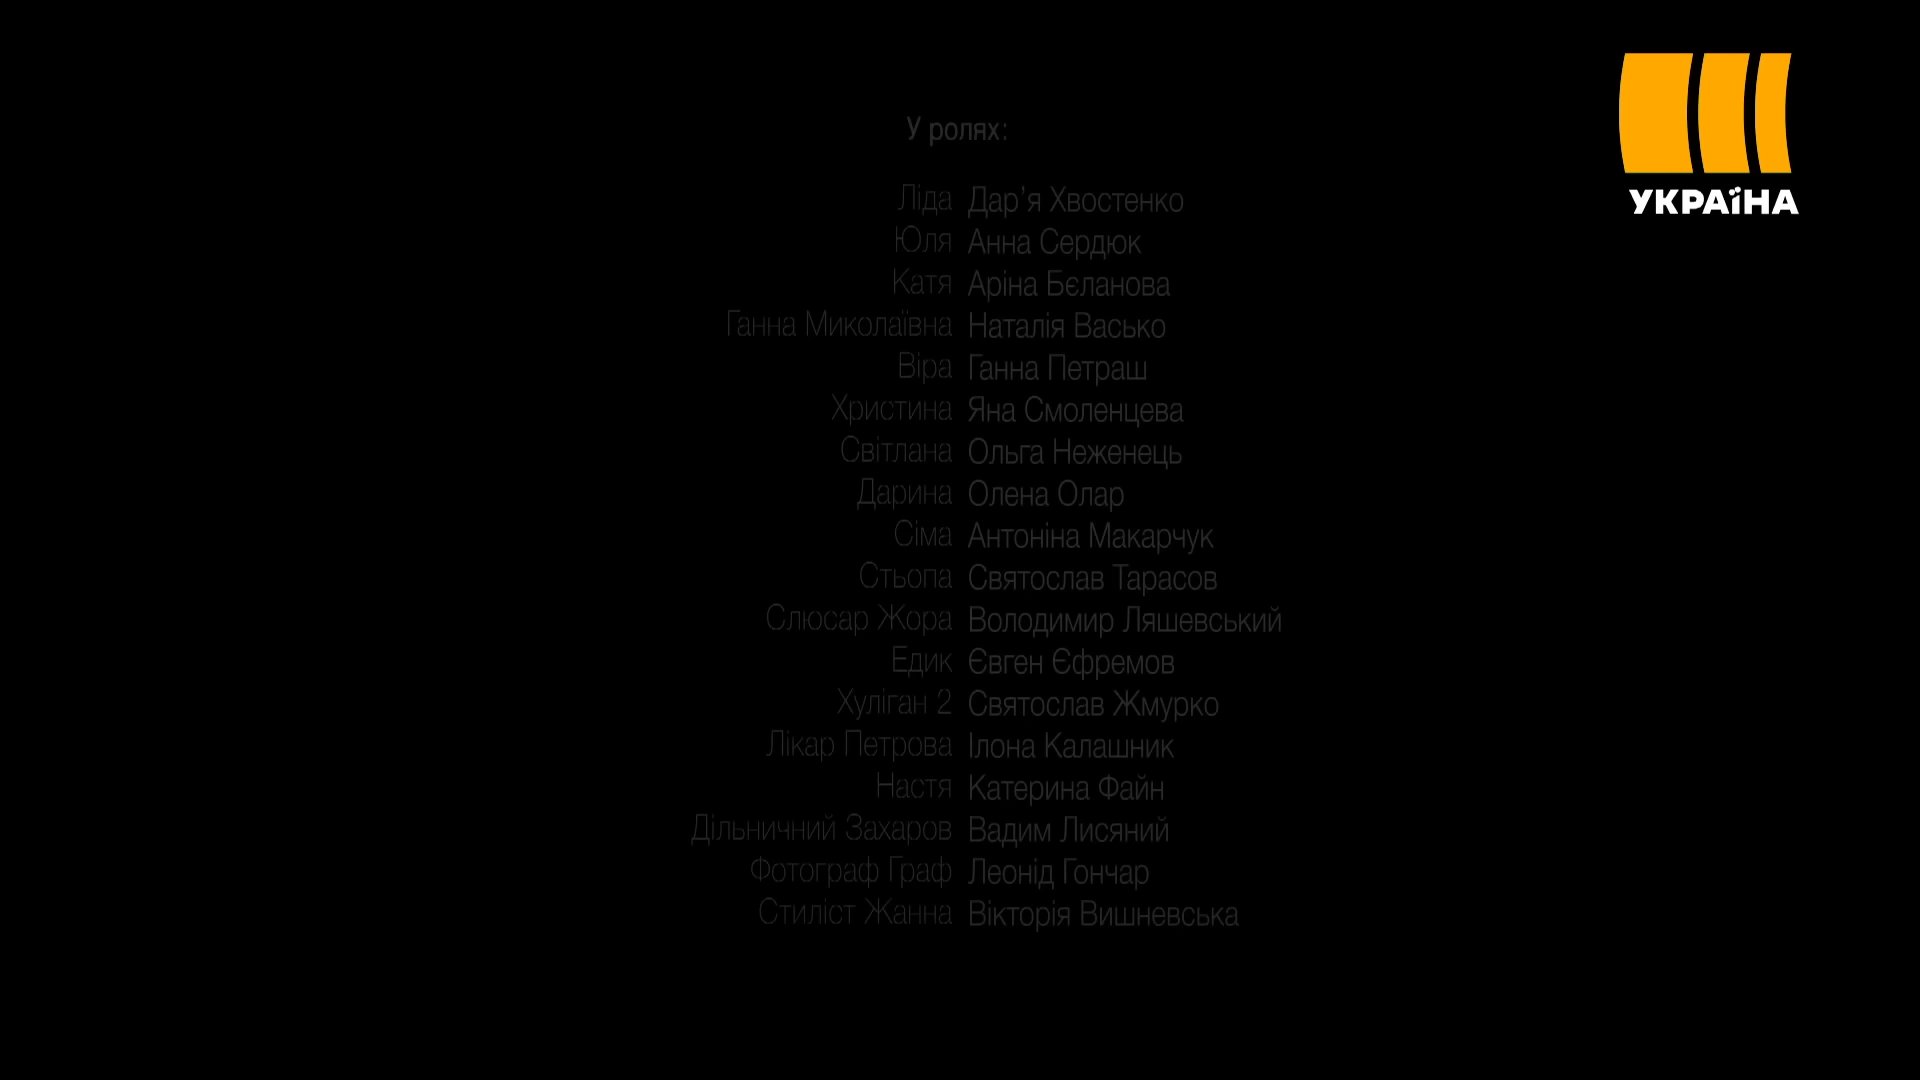 УКРАЇНА
У ролях:
Ліда Дар’я Хвостенко
Юля Анна Сердюк
Катя Аріна Бєланова
Ганна Миколаївна Наталія Васько
Віра Ганна Петраш
Христина Яна Смоленцева
Світлана Ольга Неженець
Дарина Олена Олар
Сіма Антоніна Макарчук
Стьопа Святослав Тарасов
Слюсар Жора Володимир Ляшевський
Едик Євген Єфремов
Хуліган 2 Святослав Жмурко
Лікар Петрова Ілона Калашник
Настя Катерина Файн
Дільничний Захаров Вадим Лисяний
Фотограф Граф Леонід Гончар
Стиліст Жанна Вікторія Вишневська